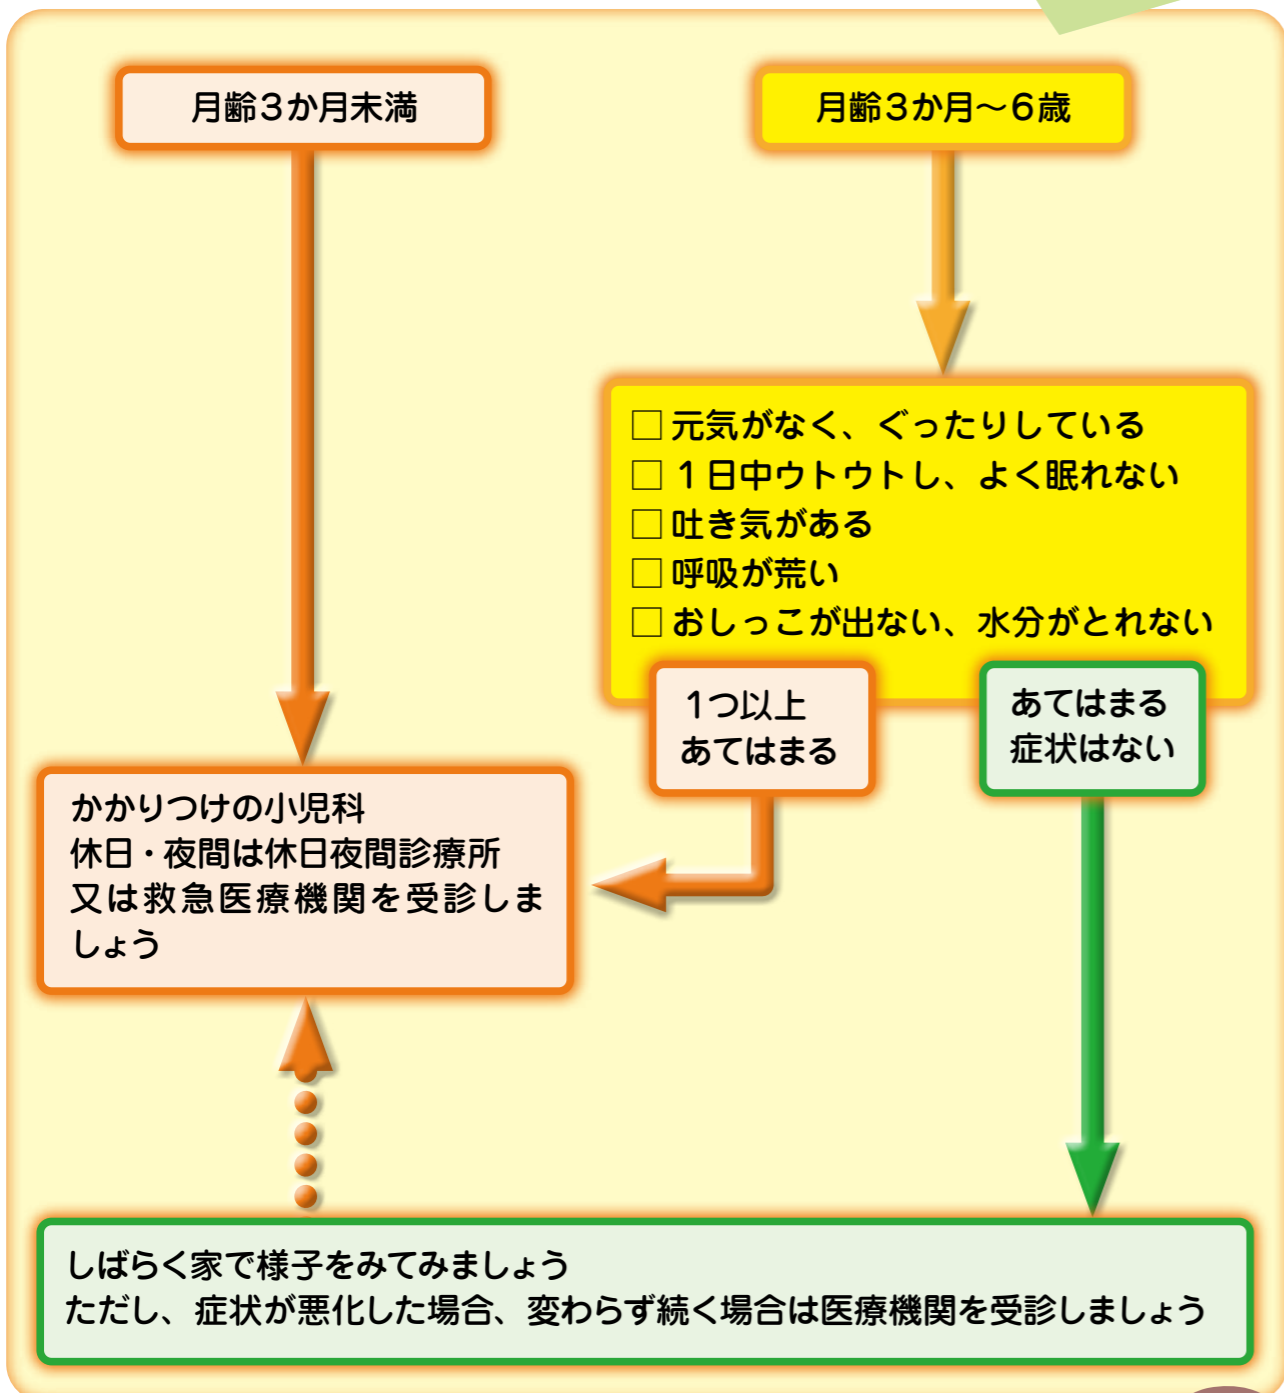 月齢3か月未満
月齢3か月～6歳
□ 元気がなく、ぐったりしている
□ 1日中ウトウトし、よく眠れない
□ 吐き気がある
□ 呼吸が荒い
□ おしっこが出ない、水分がとれない
1つ以上
あてはまる
あてはまる
症状はない
かかりつけの小児科
休日・夜間は休日夜間診療所
又は救急医療機関を受診しま
しょう
しばらく家で様子をみてみましょう
ただし、症状が悪化した場合、変わらず続く場合は医療機関を受診しましょう